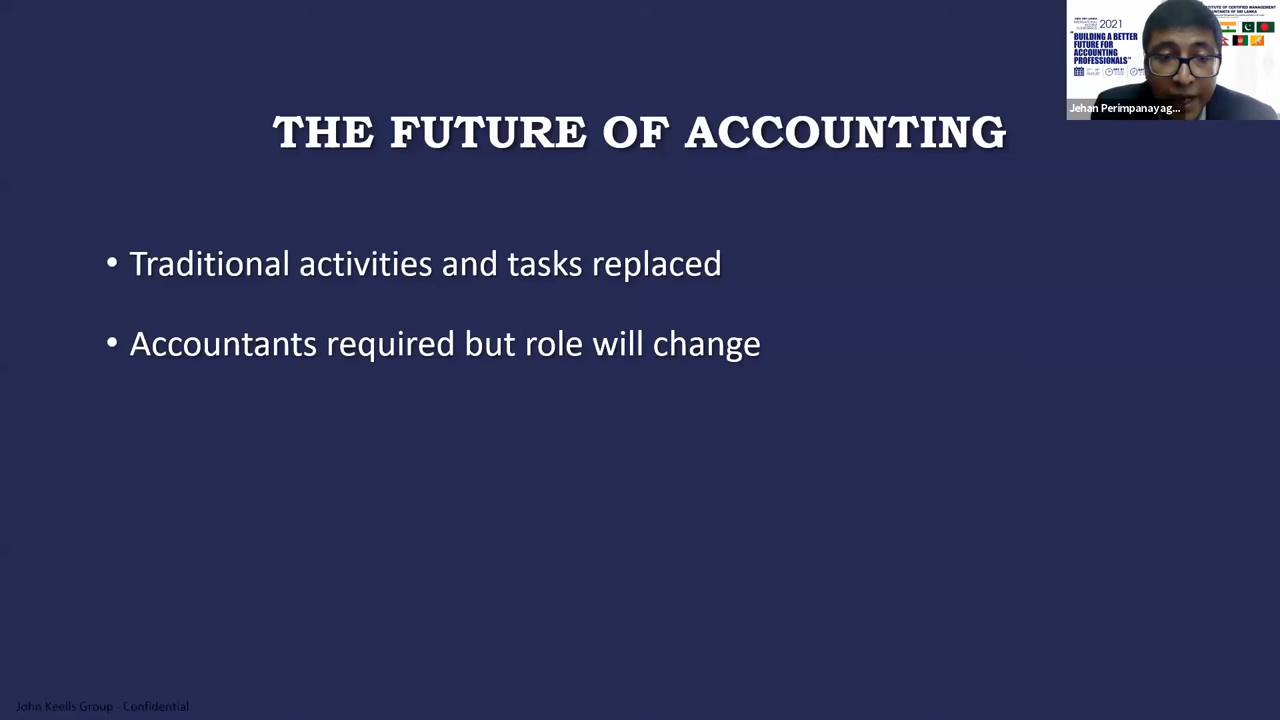 THE FUTURE OF ACCOUNTING
• Traditional activities and tasks replaced
• Accountants required but role will change
John Keells Group - Confidential
2021
"BUILDING A BETTER
FUTURE FOR
ACCOUNTING
PROFESSIONALS"
Jehan Perimpanayag...